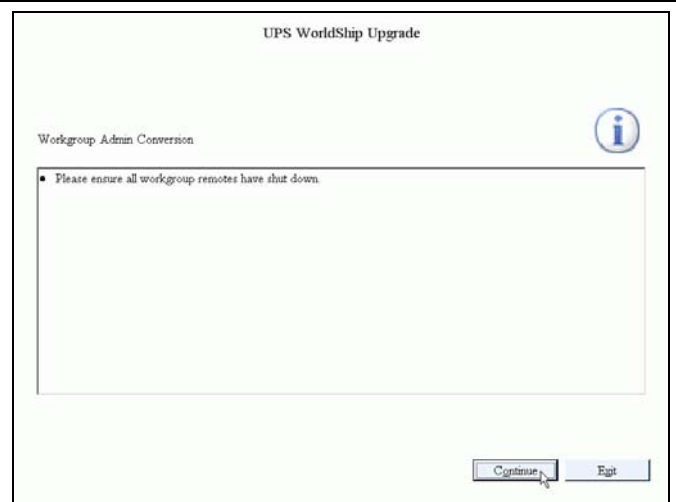 UPS WorldShip Upgrade
Workgroup Admin Conversion
• Please ensure all workgroup remotes have shut down.
Continue
Exit